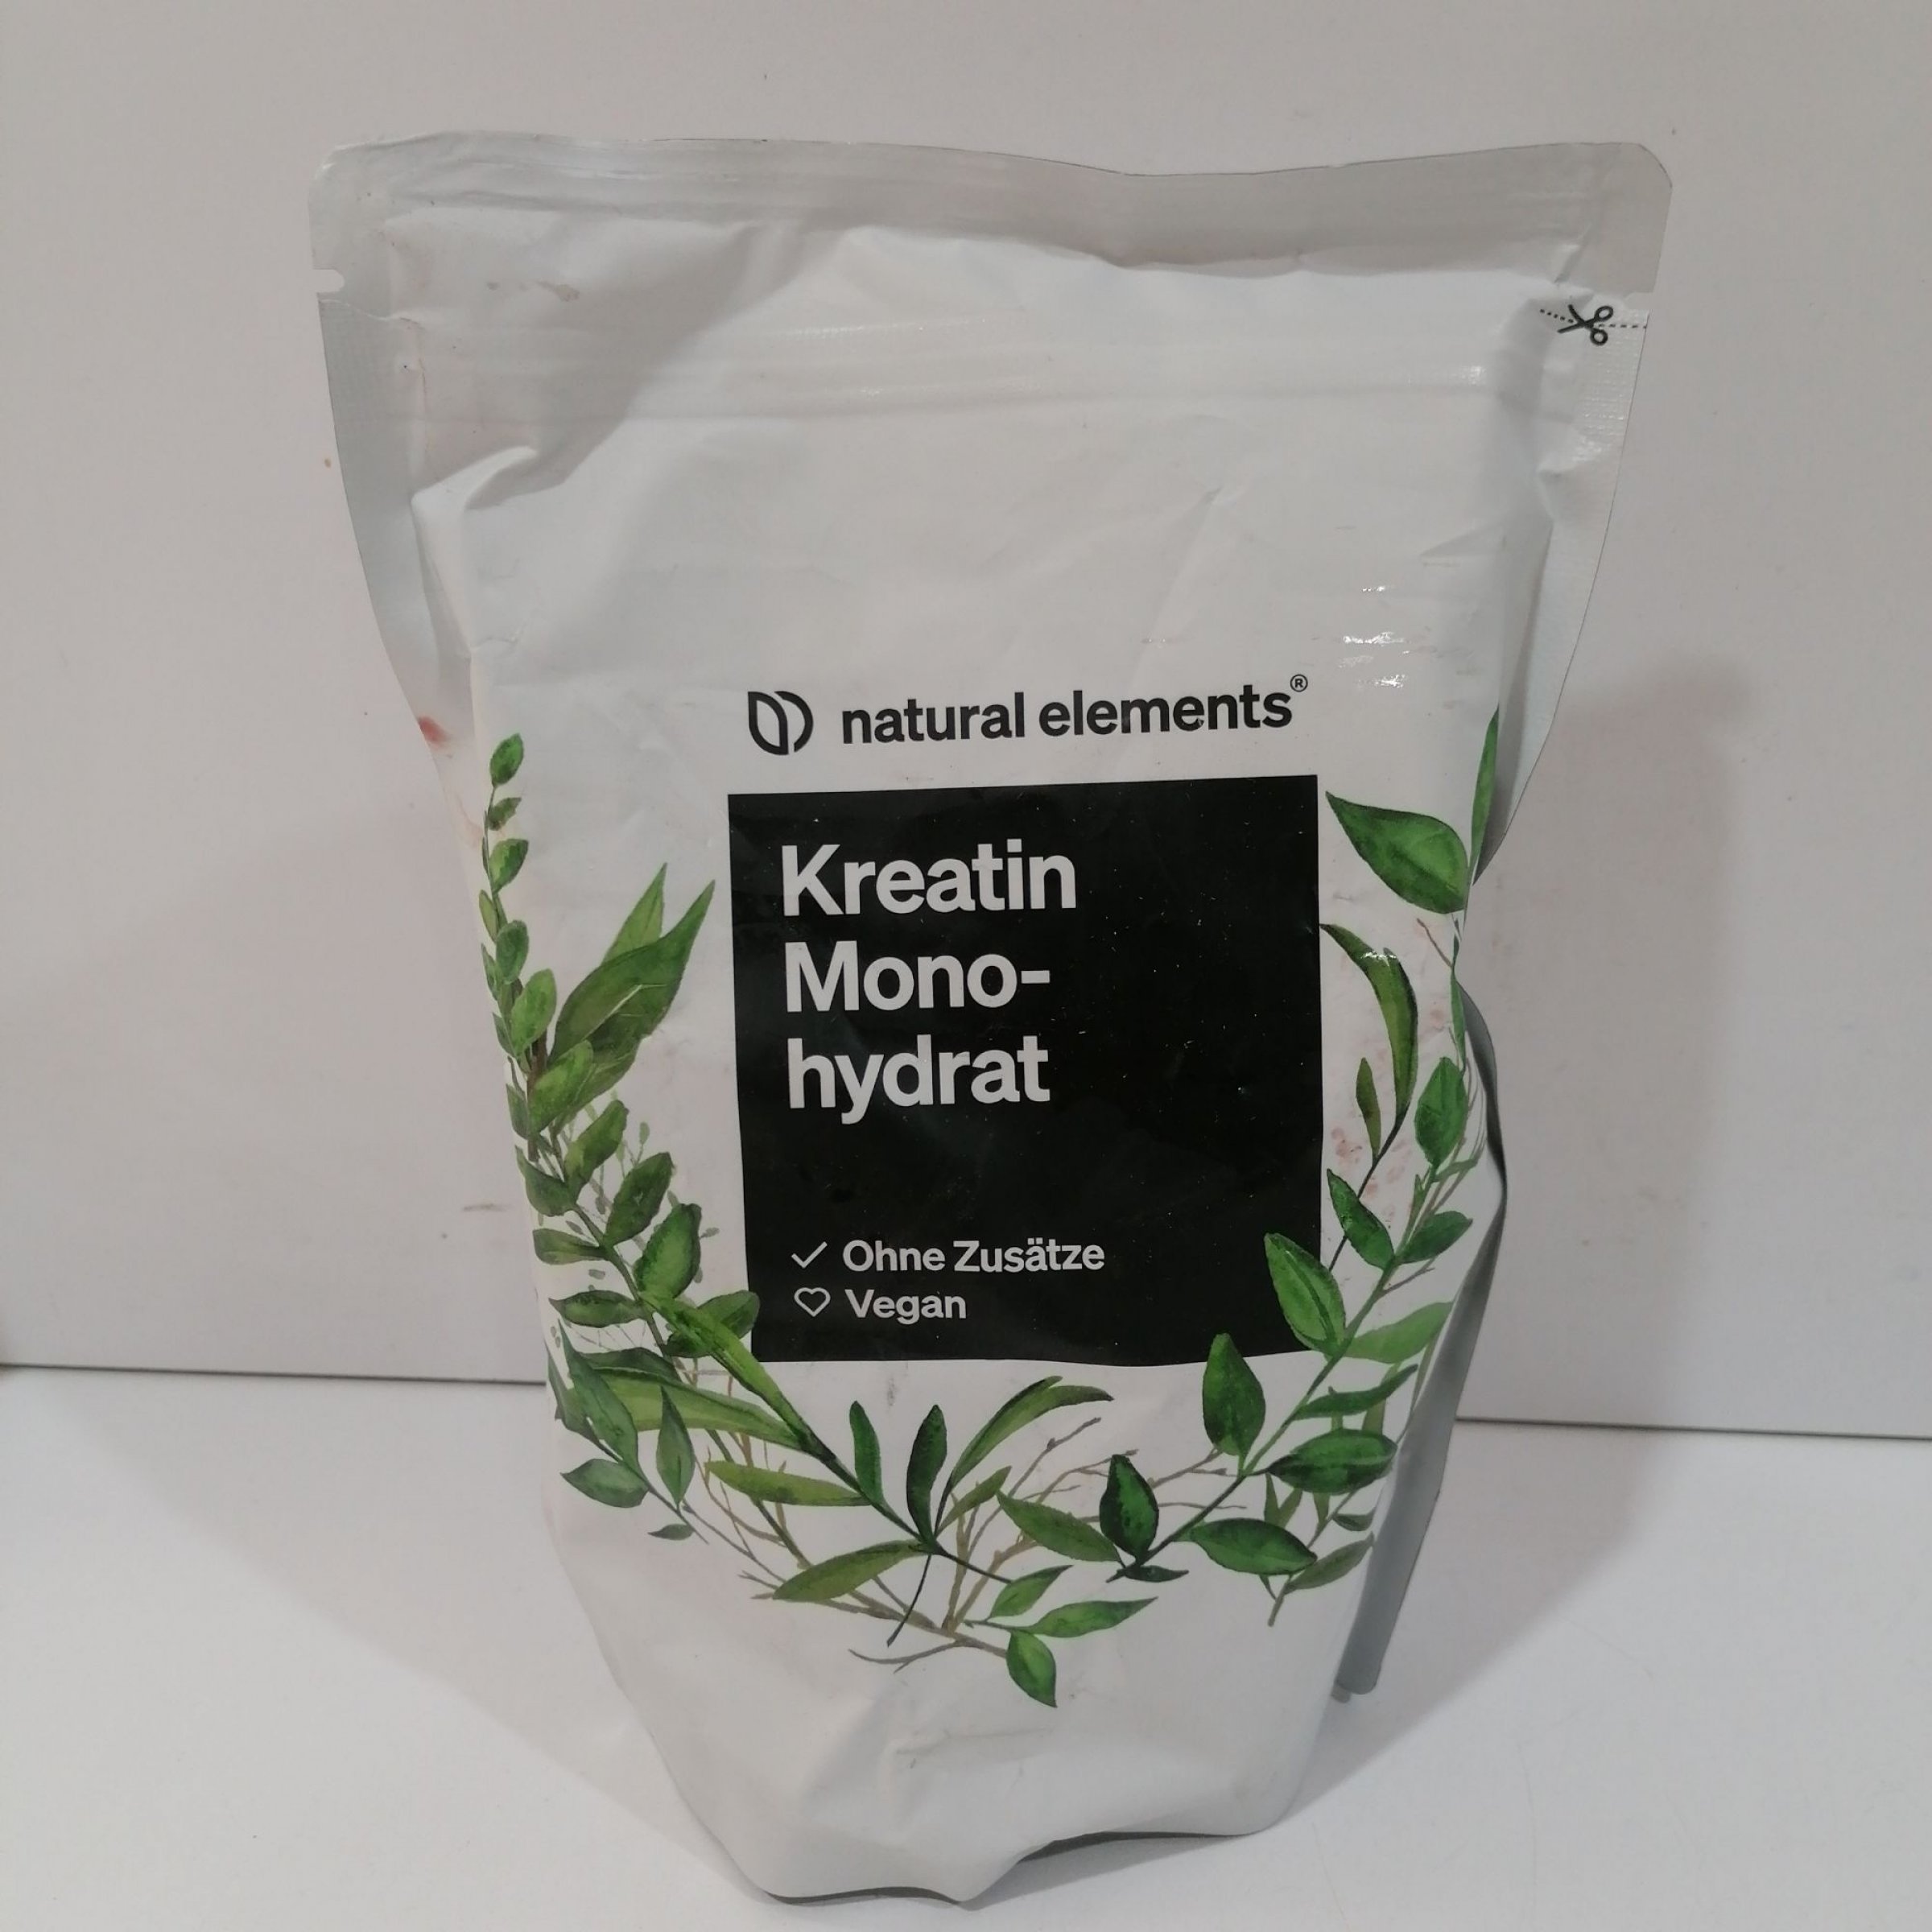 natural elements®
Kreatin
Mono-
hydrat
Ohne Zusätze
Vegan